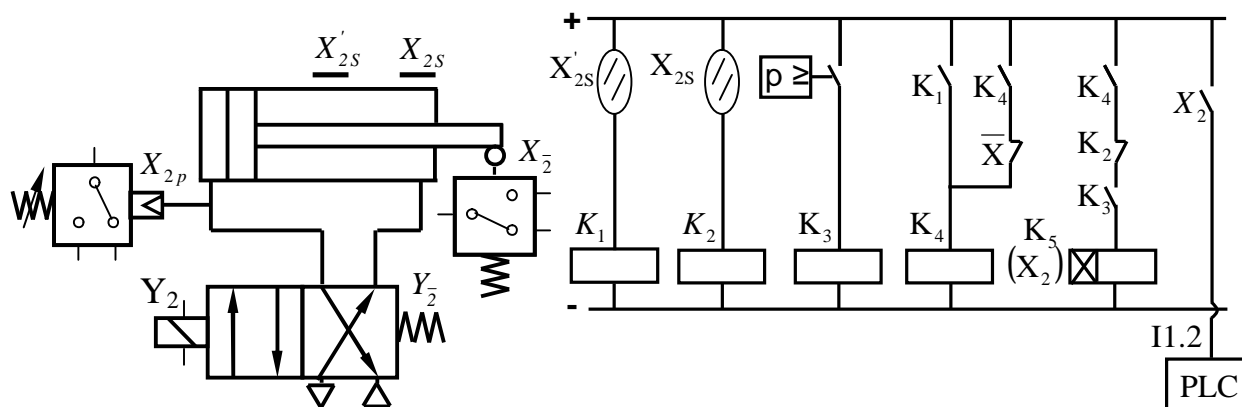 X'₂S X₂S
X₂p
X₂̅
Y₂
Y₂̅
+
X'₂S
X₂S
p ≥
K₁
K₄
X̅
K₄
K₂
K₃
X₂
K₁
K₂
K₃
K₄
K₅
(X₂)
-
I1.2
PLC